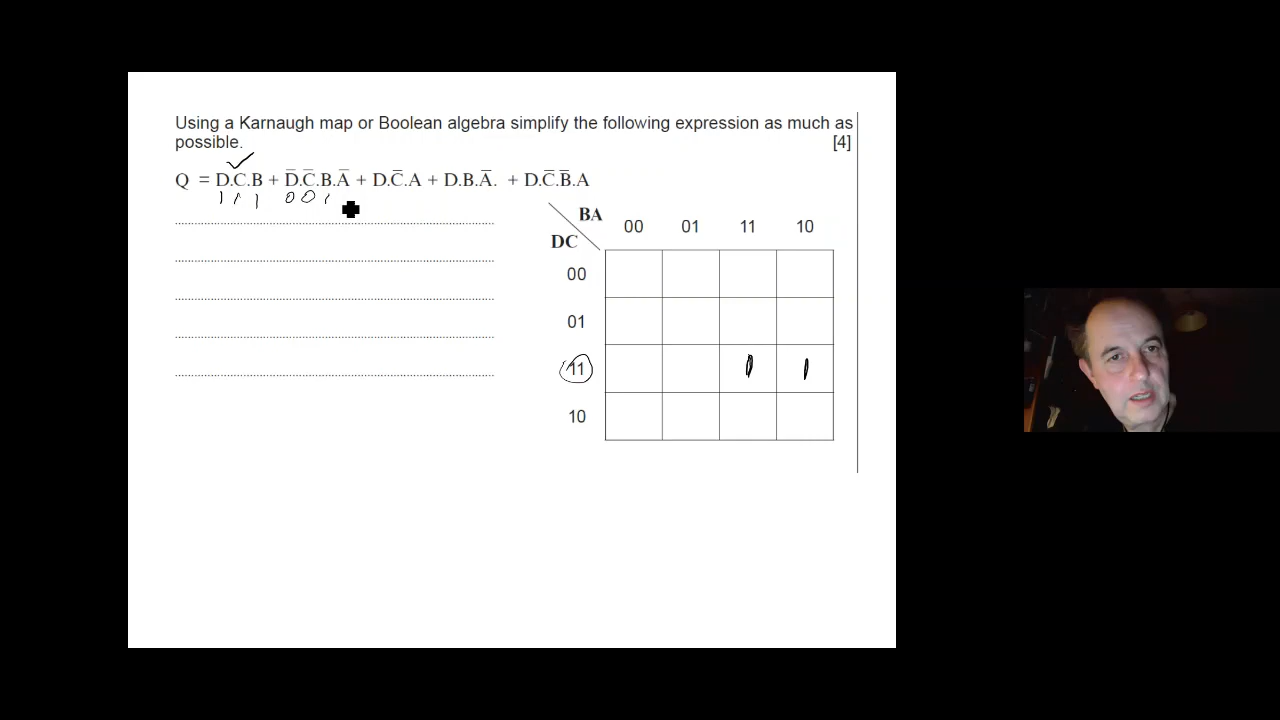 Using a Karnaugh map or Boolean algebra simplify the following expression as much as
possible. [4]
Q = D.C.B + D̅.C̅.B.A̅ + D.C̅.A + D.B.A̅. + D.C̅.B̅.A
1 1 1 0 0 1
BA
DC 00 01 11 10
00
01
11 1 1
10